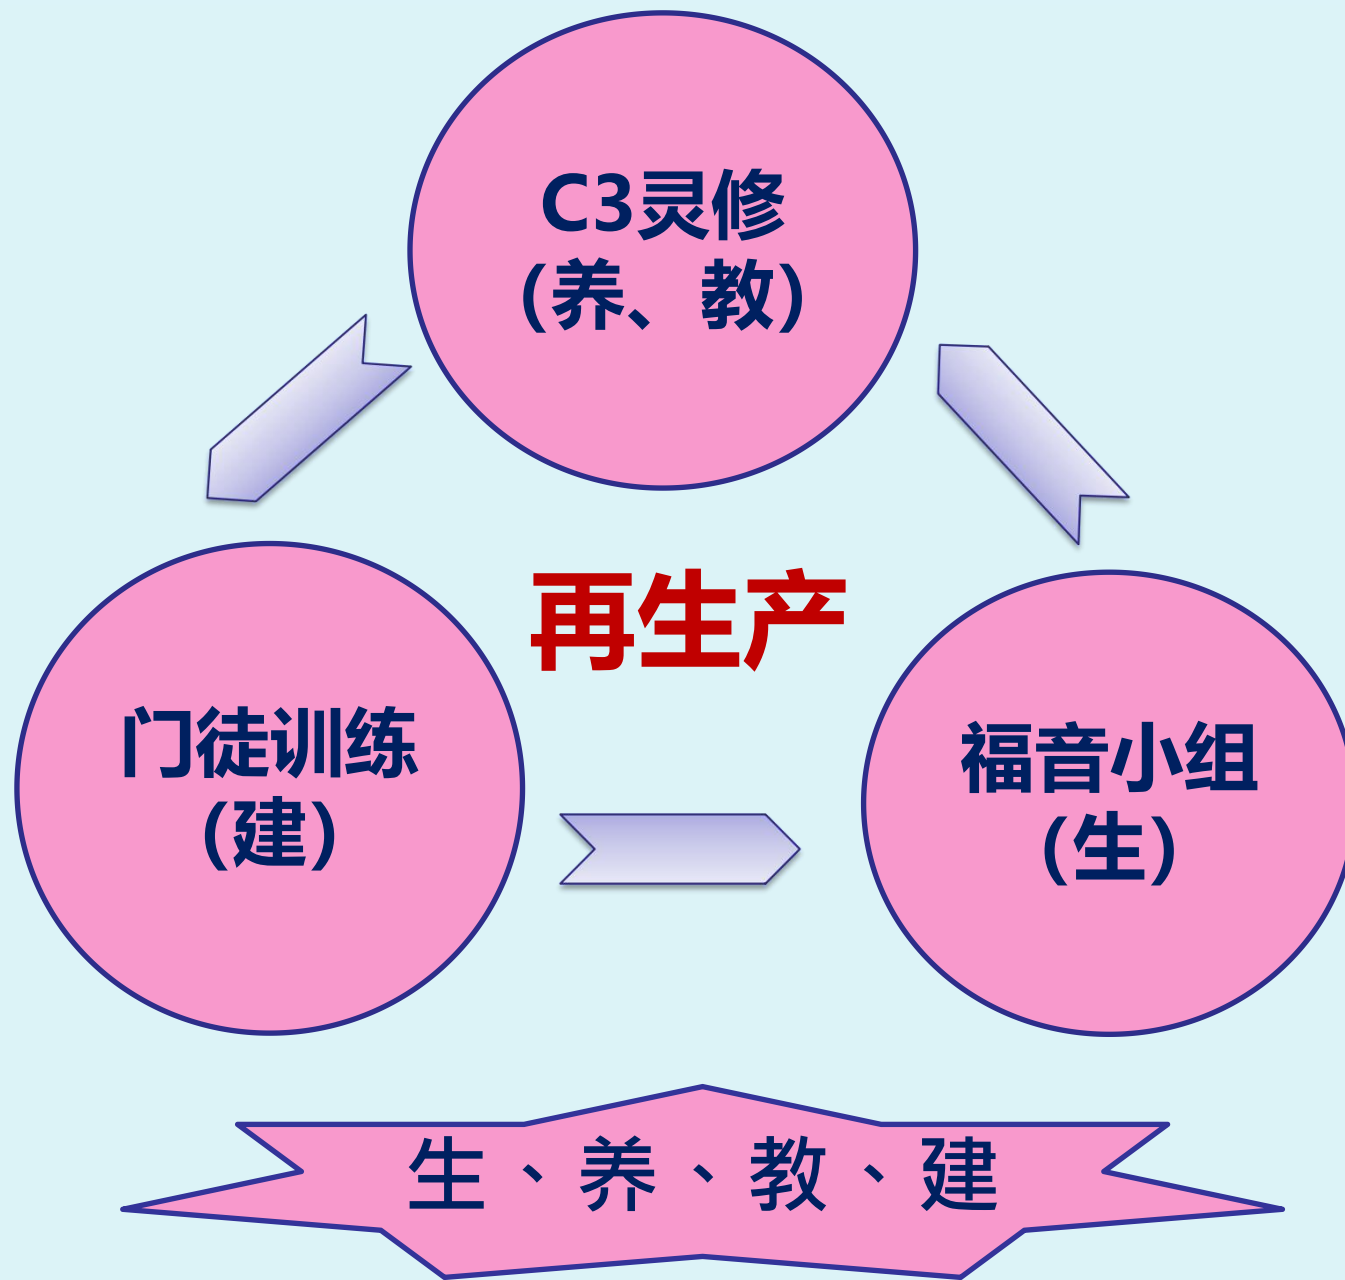 C3灵修
(养、教)
再生产
门徒训练
(建)
福音小组
(生)
生、养、教、建